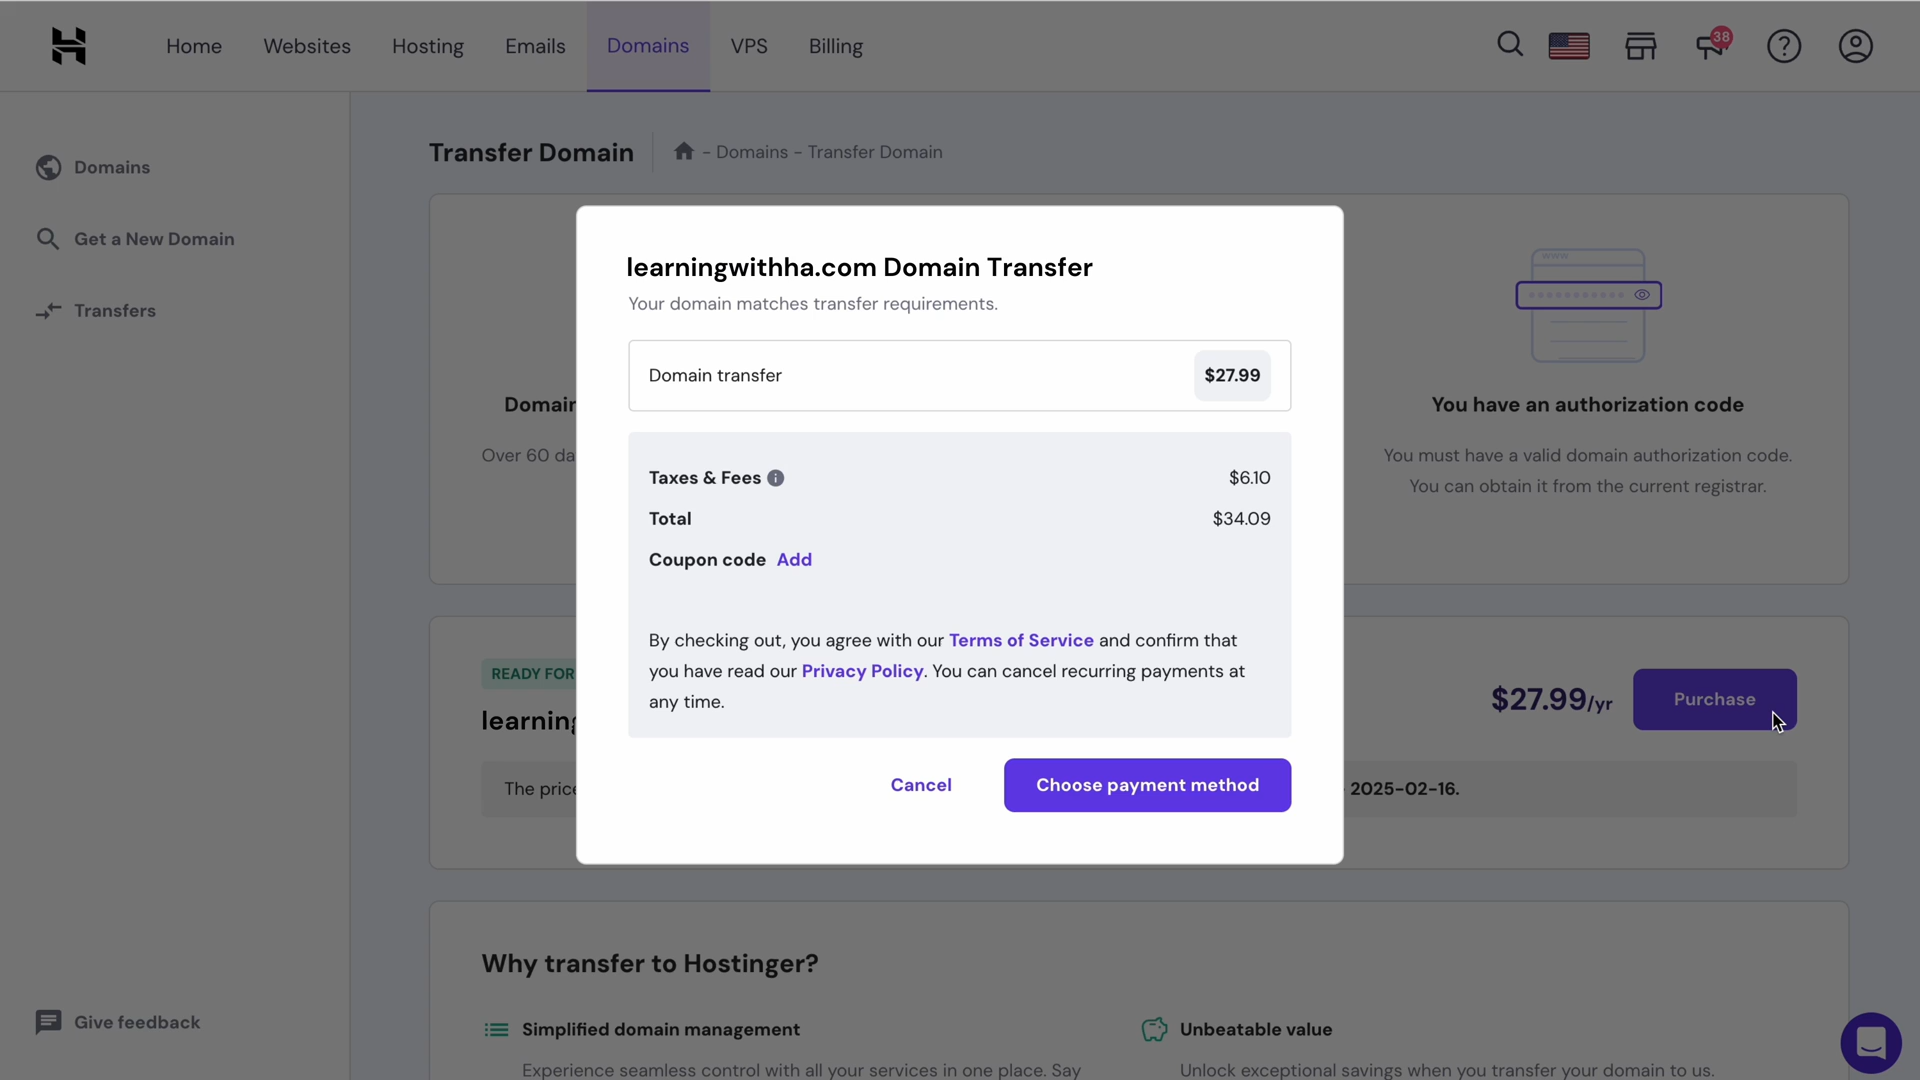 Home Websites Hosting Emails Domains VPS Billing
38
Domains
Get a New Domain
Transfers
Give feedback
Transfer Domain
- Domains - Transfer Domain
Domain
Over 60 da
www
You have an authorization code
You must have a valid domain authorization code.
You can obtain it from the current registrar.
learningwithha.com Domain Transfer
Your domain matches transfer requirements.
Domain transfer $27.99
Taxes & Fees $6.10
Total $34.09
Coupon code Add
By checking out, you agree with our Terms of Service and confirm that
you have read our Privacy Policy. You can cancel recurring payments at
any time.
Cancel Choose payment method
READY FOR
learning
$27.99/yr Purchase
The price 2025-02-16.
Why transfer to Hostinger?
Simplified domain management
Experience seamless control with all your services in one place. Say
Unbeatable value
Unlock exceptional savings when you transfer your domain to us.